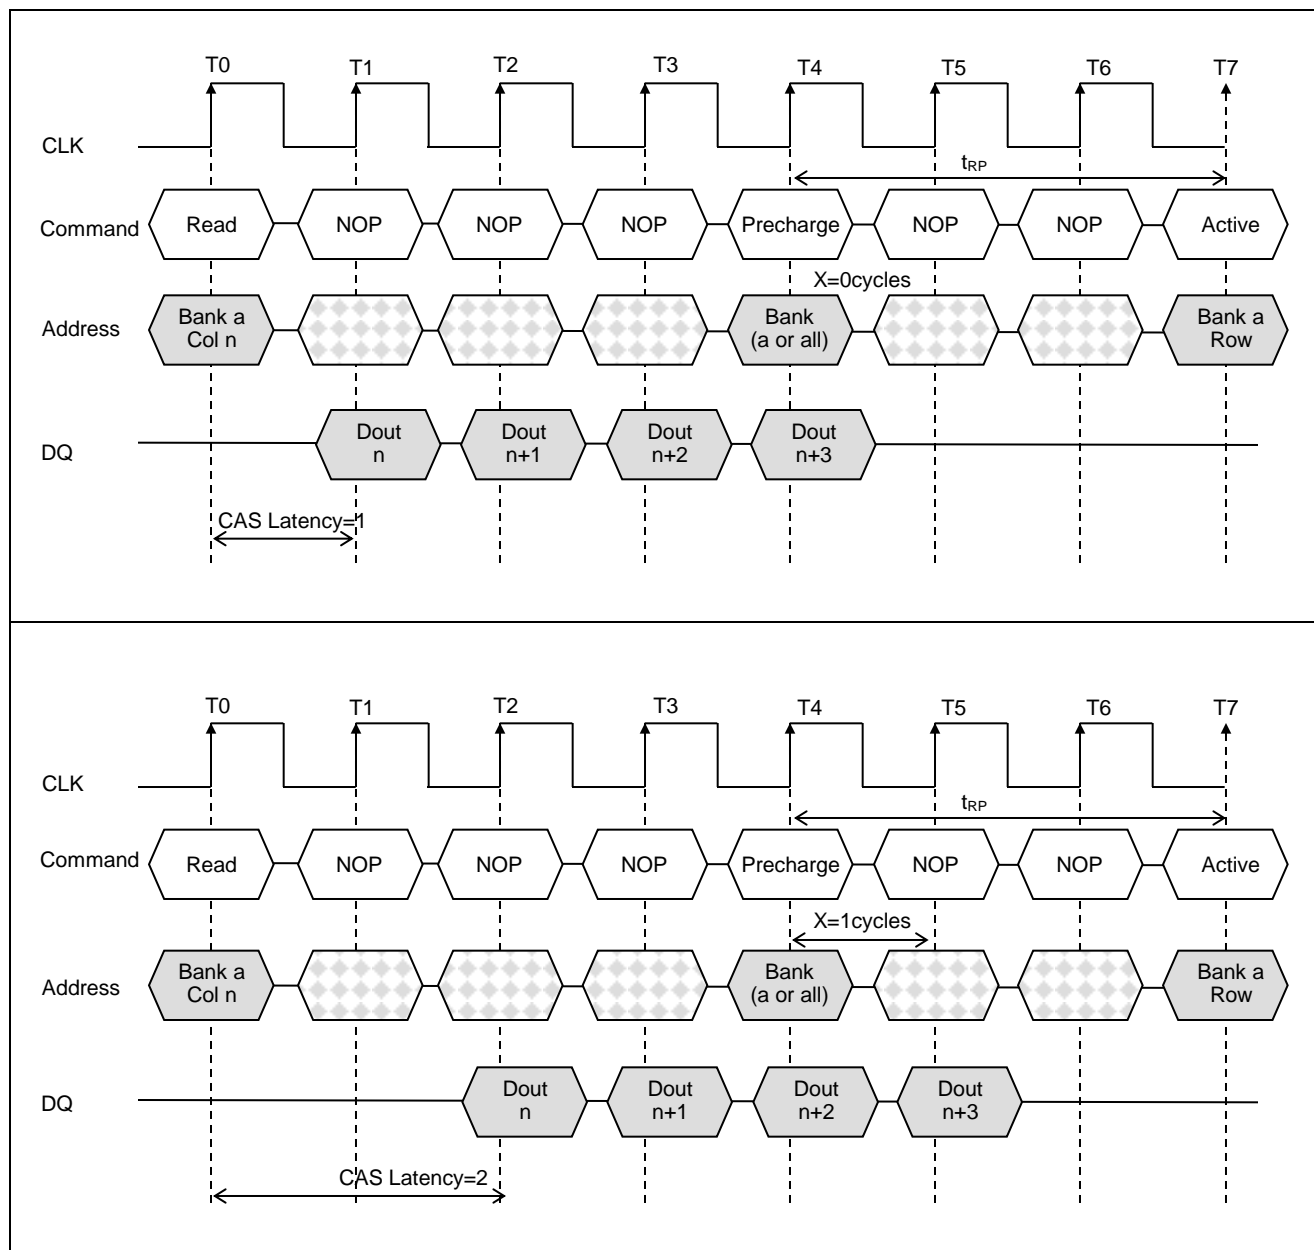 T0 T1 T2 T3 T4 T5 T6 T7
CLK
tRP
Command Read NOP NOP NOP Precharge NOP NOP Active
X=0cycles
Address Bank a Col n Bank (a or all) Bank a Row
DQ Dout n Dout n+1 Dout n+2 Dout n+3
CAS Latency=1
T0 T1 T2 T3 T4 T5 T6 T7
CLK
tRP
Command Read NOP NOP NOP Precharge NOP NOP Active
X=1cycles
Address Bank a Col n Bank (a or all) Bank a Row
DQ Dout n Dout n+1 Dout n+2 Dout n+3
CAS Latency=2